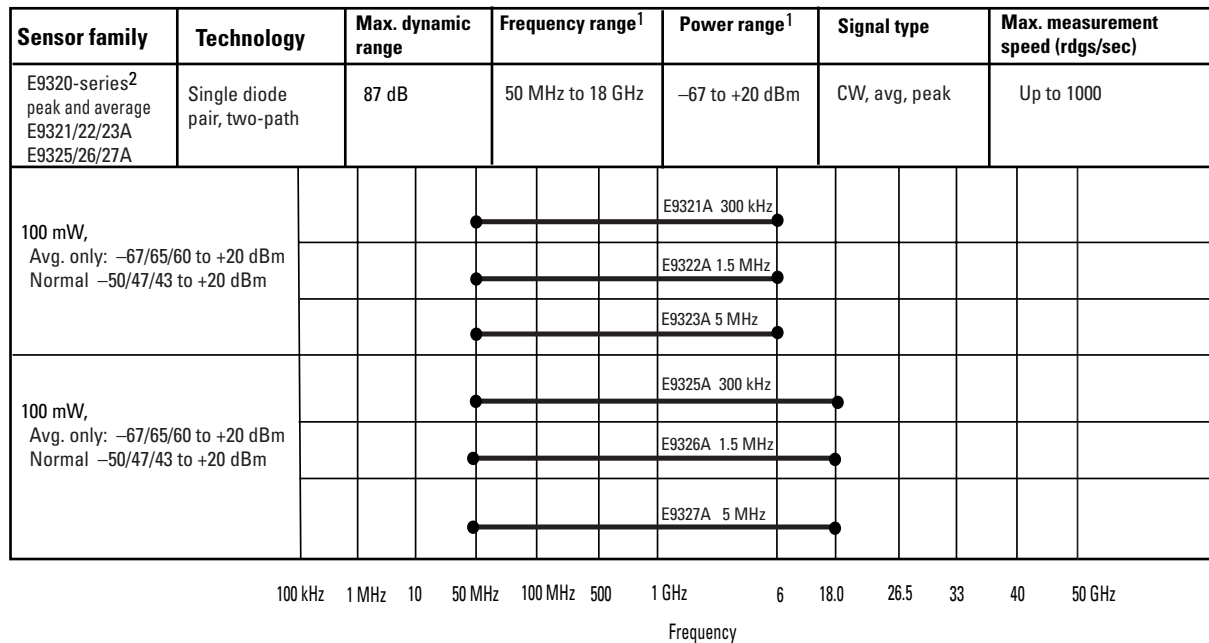 Sensor family
Technology
Max. dynamic
range
Frequency range1
Power range1
Signal type
Max. measurement
speed (rdgs/sec)
E9320-series2
peak and average
E9321/22/23A
E9325/26/27A
Single diode
pair, two-path
87 dB
50 MHz to 18 GHz
–67 to +20 dBm
CW, avg, peak
Up to 1000
100 mW,
Avg. only: –67/65/60 to +20 dBm
Normal –50/47/43 to +20 dBm
E9321A 300 kHz
E9322A 1.5 MHz
E9323A 5 MHz
100 mW,
Avg. only: –67/65/60 to +20 dBm
Normal –50/47/43 to +20 dBm
E9325A 300 kHz
E9326A 1.5 MHz
E9327A 5 MHz
100 kHz 1 MHz 10 50 MHz 100 MHz 500 1 GHz 6 18.0 26.5 33 40 50 GHz
Frequency